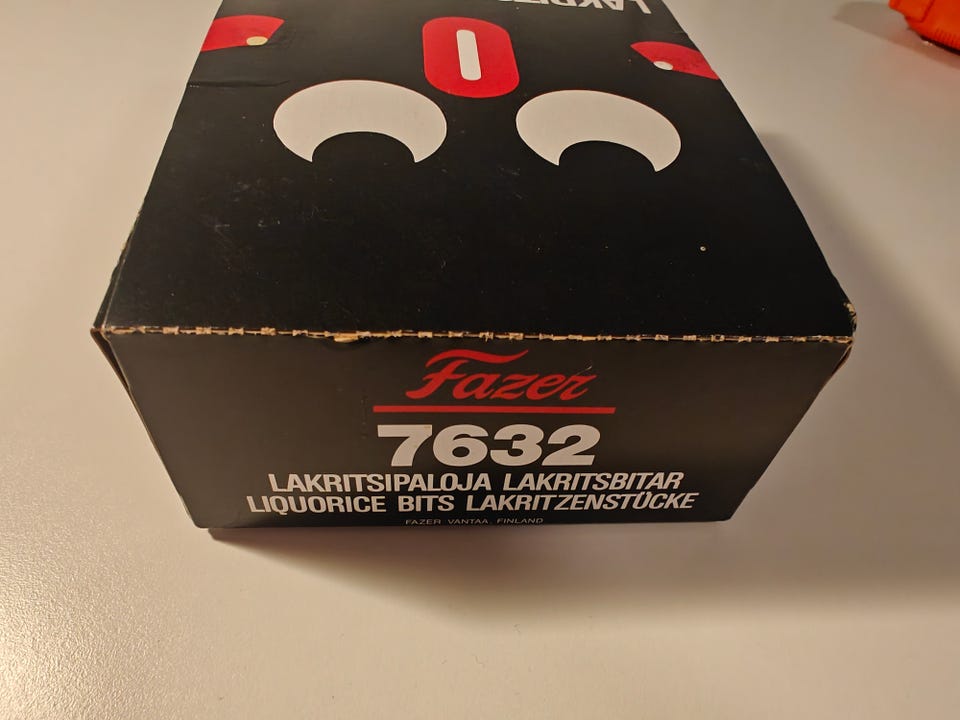 Fazer
7632
LAKRITSIPALOJA LAKRITSBITAR
LIQUORICE BITS LAKRITZENSTÜCKE
FAZER VANTAA, FINLAND